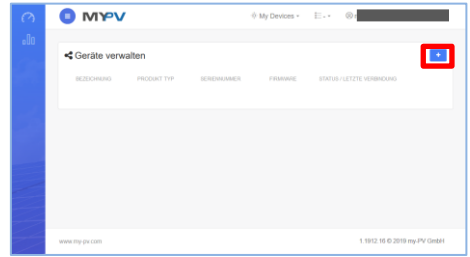 MYPV
My Devices
Geräte verwalten
+
BEZEICHNUNG PRODUKT TYP SERIENNUMMER FIRMWARE STATUS / LETZTE VERBINDUNG
www.my-pv.com 1.1912.16 © 2019 my-PV GmbH